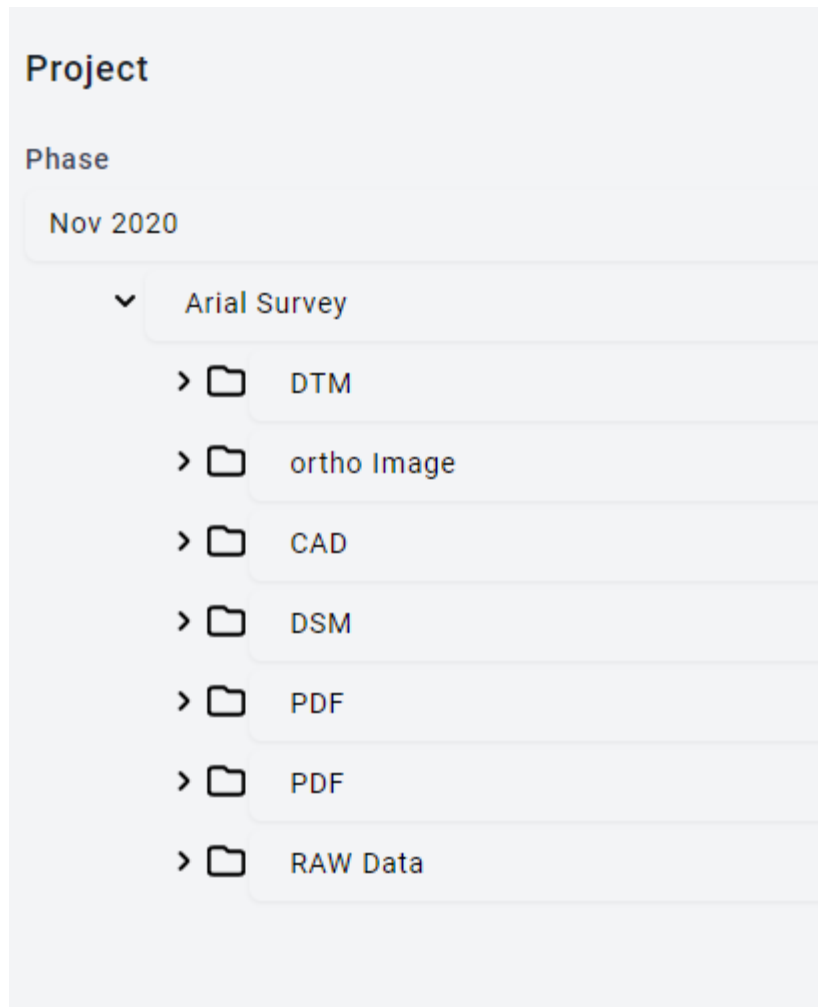 Project
Phase
Nov 2020
Arial Survey
DTM
ortho Image
CAD
DSM
PDF
PDF
RAW Data